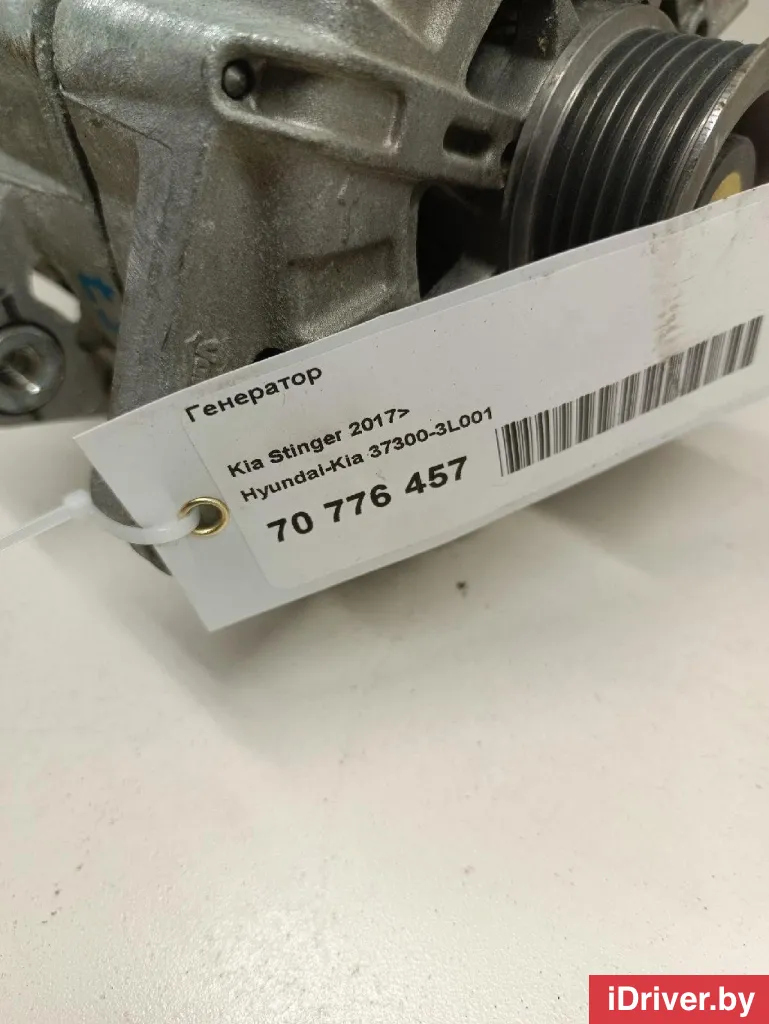 Генератор
Kia Stinger 2017>
Hyundai-Kia 37300-3L001
70 776 457
iDriver.by